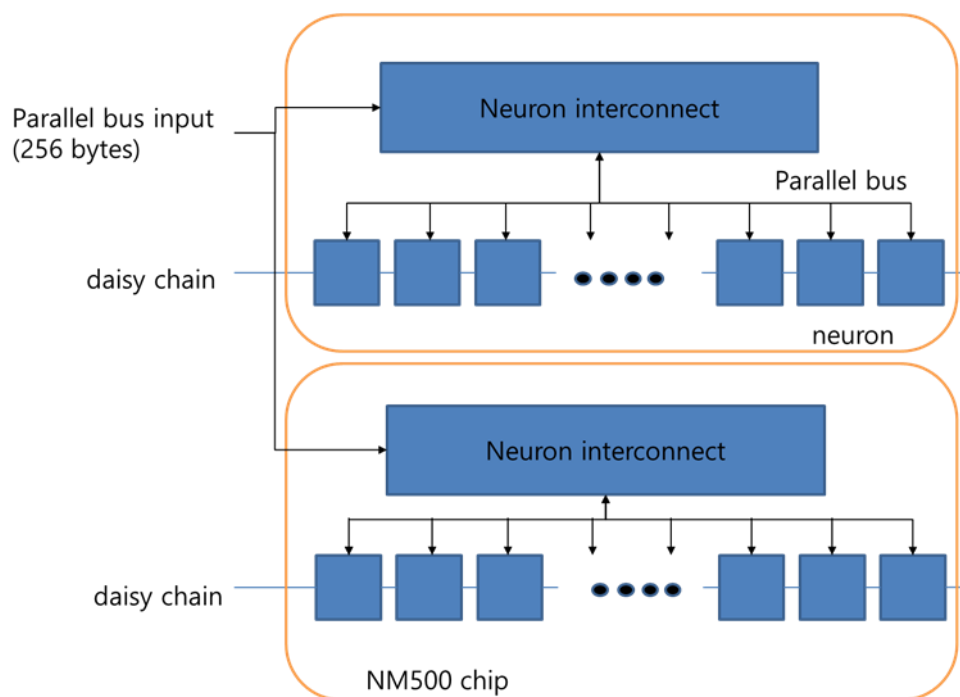 Neuron interconnect
Parallel bus input
(256 bytes)
Parallel bus
daisy chain
neuron
Neuron interconnect
daisy chain
NM500 chip